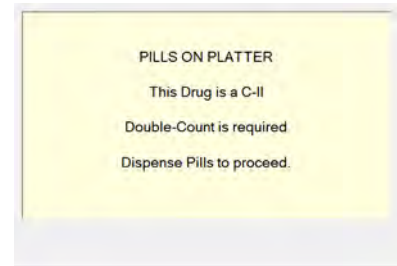 PILLS ON PLATTER
This Drug is a C-II
Double-Count is required
Dispense Pills to proceed.